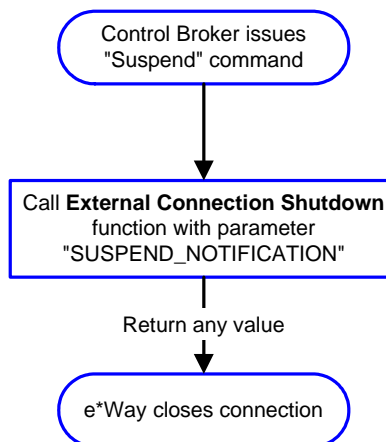 Control Broker issues
"Suspend" command
Call External Connection Shutdown
function with parameter
"SUSPEND_NOTIFICATION"
Return any value
e*Way closes connection